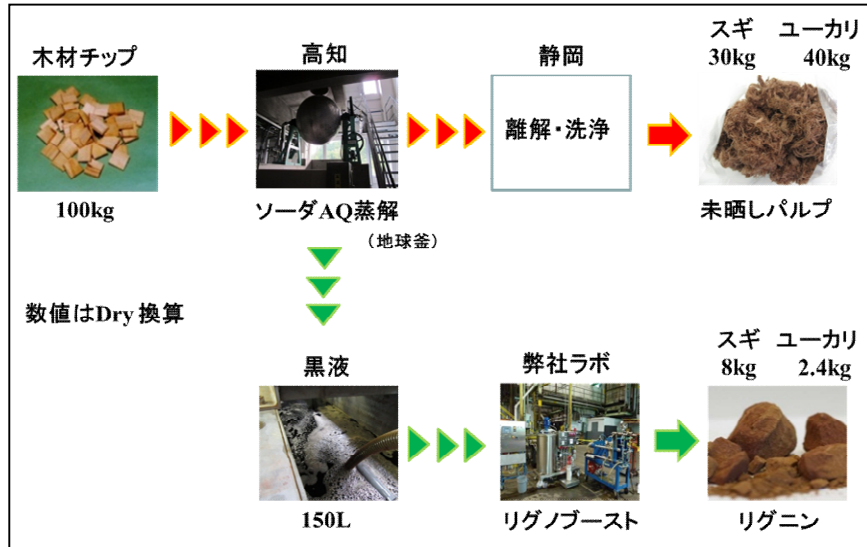 木材チップ
100kg
高知
ソーダAQ蒸解
(地球釜)
静岡
離解・洗浄
スギ ユーカリ
30kg 40kg
未晒しパルプ
数値はDry 換算
黒液
150L
弊社ラボ
リグノブースト
スギ ユーカリ
8kg 2.4kg
リグニン